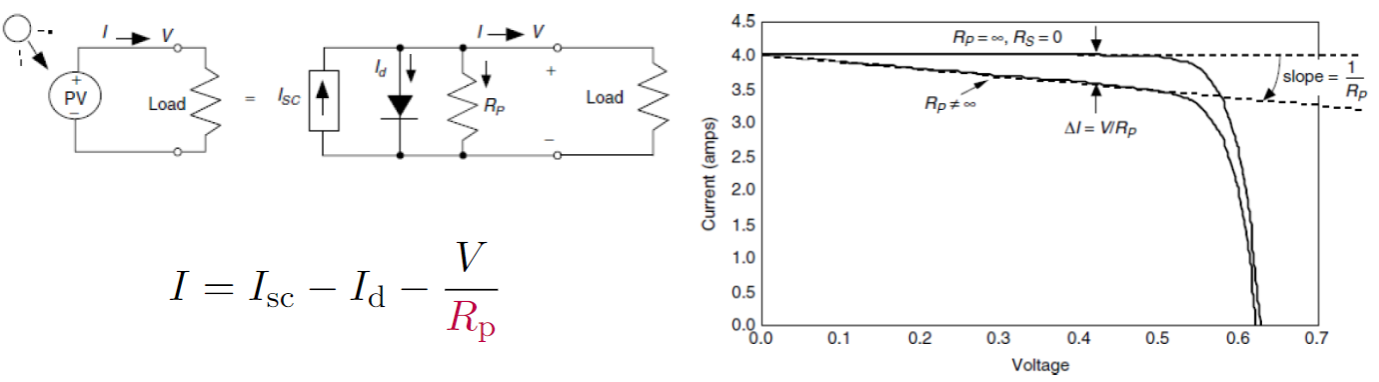 I
V
+
PV
−
Load
=
I_SC
I_d
I
V
R_P
+
−
Load
I = I_sc − I_d − V/R_p
4.5
4.0
3.5
3.0
2.5
2.0
1.5
1.0
0.5
0.0
Current (amps)
R_P = ∞, R_S = 0
R_P ≠ ∞
ΔI = V/R_P
slope = 1/R_P
0.0 0.1 0.2 0.3 0.4 0.5 0.6 0.7
Voltage